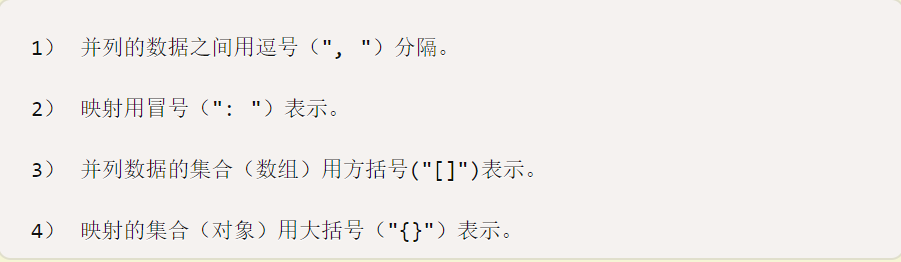 1） 并列的数据之间用逗号（", "）分隔。
2） 映射用冒号（": "）表示。
3） 并列数据的集合（数组）用方括号("[]")表示。
4） 映射的集合（对象）用大括号（"{}"）表示。